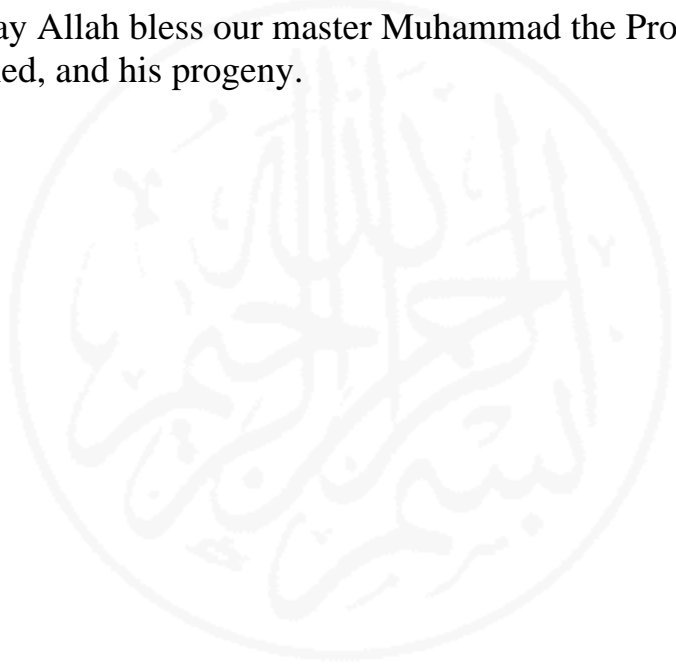 ay Allah bless our master Muhammad the Pro
ed, and his progeny.
بسم الله الرحمن الرحيم